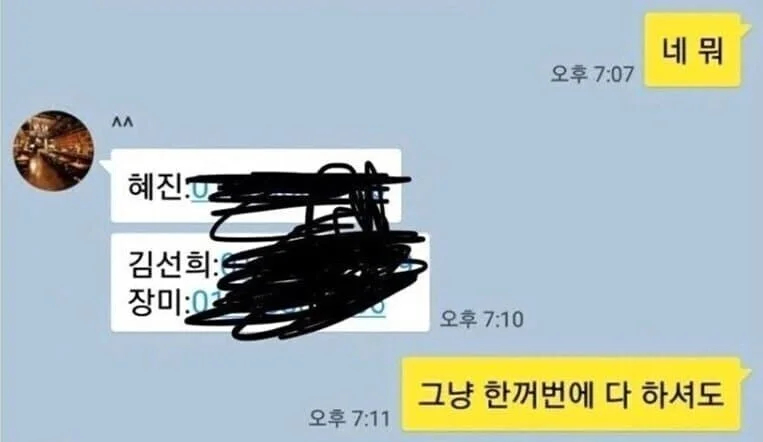 네 뭐
오후 7:07
^^
혜진:
김선희:
장미:01
오후 7:10
그냥 한꺼번에 다 하셔도
오후 7:11